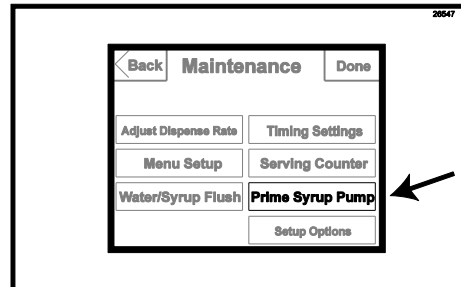 26547
Back Maintenance Done
Adjust Dispense Rate Timing Settings
Menu Setup Serving Counter
Water/Syrup Flush Prime Syrup Pump
Setup Options